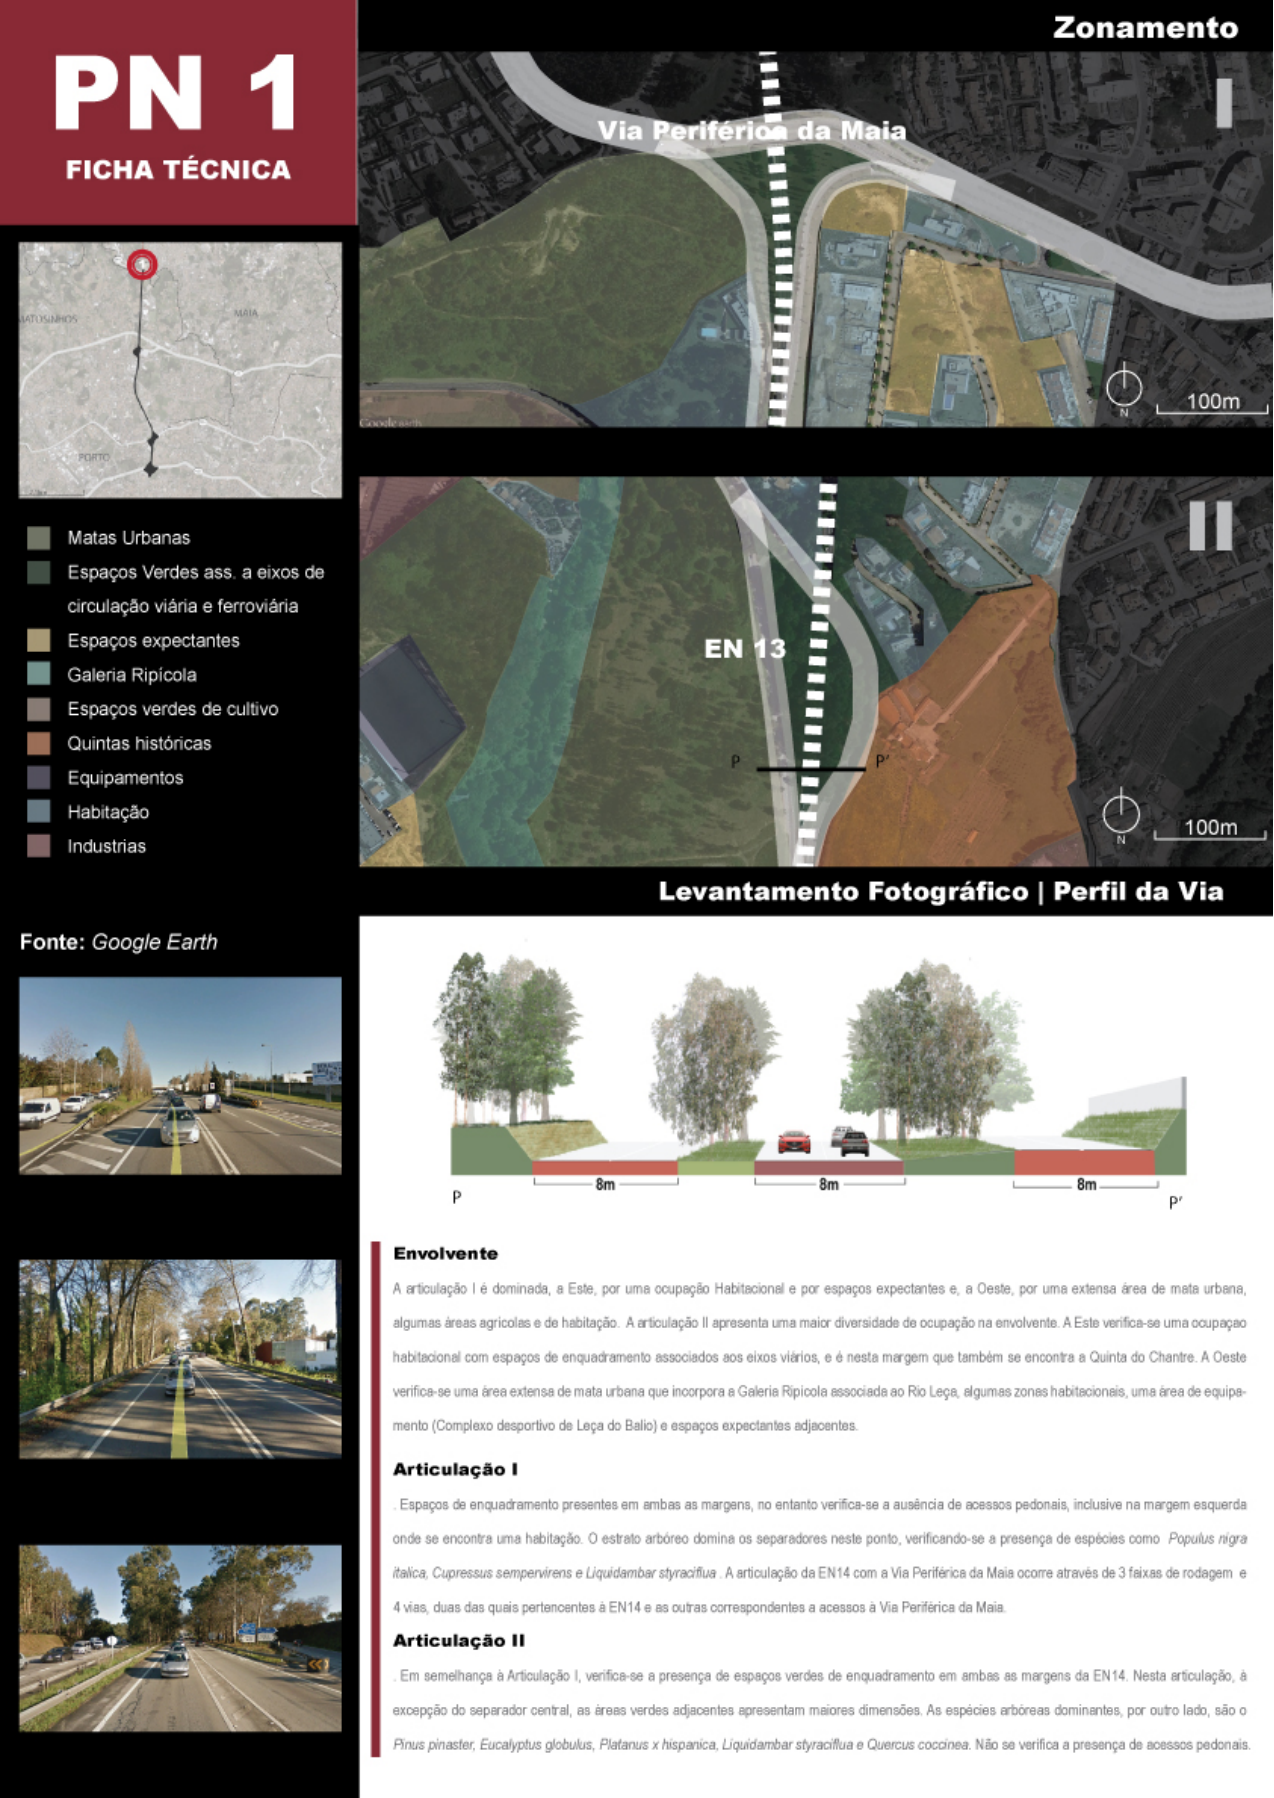 PN 1
FICHA TÉCNICA
Zonamento
I
Via Periférica da Maia
N
100m
Google earth
1
MATOSINHOS
MAIA
PORTO
II
EN 13
P
P'
N
100m
Matas Urbanas
Espaços Verdes ass. a eixos de
circulação viária e ferroviária
Espaços expectantes
Galeria Ripícola
Espaços verdes de cultivo
Quintas históricas
Equipamentos
Habitação
Industrias
Levantamento Fotográfico | Perfil da Via
Fonte: Google Earth
8m
8m
8m
P
P'
Envolvente
A articulação I é dominada, a Este, por uma ocupação Habitacional e por espaços expectantes e, a Oeste, por uma extensa área de mata urbana,
algumas áreas agricolas e de habitação. A articulação II apresenta uma maior diversidade de ocupação na envolvente. A Este verifica-se uma ocupaçao
habitacional com espaços de enquadramento associados aos eixos viários, e é nesta margem que também se encontra a Quinta do Chantre. A Oeste
verifica-se uma área extensa de mata urbana que incorpora a Galeria Ripicola associada ao Rio Leça, algumas zonas habitacionais, uma área de equipa-
mento (Complexo desportivo de Leça do Balio) e espaços expectantes adjacentes.
Articulação I
. Espaços de enquadramento presentes em ambas as margens, no entanto verifica-se a ausência de acessos pedonais, inclusive na margem esquerda
onde se encontra uma habitação. O estrato arbóreo domina os separadores neste ponto, verificando-se a presença de espécies como Populus nigra
italica, Cupressus sempervirens e Liquidambar styraciflua . A articulação da EN14 com a Via Periférica da Maia ocorre através de 3 faixas de rodagem e
4 vias, duas das quais pertencentes à EN14 e as outras correspondentes a acessos à Via Periférica da Maia.
Articulação II
. Em semelhança à Articulação I, verifica-se a presença de espaços verdes de enquadramento em ambas as margens da EN14. Nesta articulação, à
excepção do separador central, as áreas verdes adjacentes apresentam maiores dimensões. As espécies arbóreas dominantes, por outro lado, são o
Pinus pinaster, Eucalyptus globulus, Platanus x hispanica, Liquidambar styraciflua e Quercus coccinea. Não se verifica a presença de acessos pedonais.